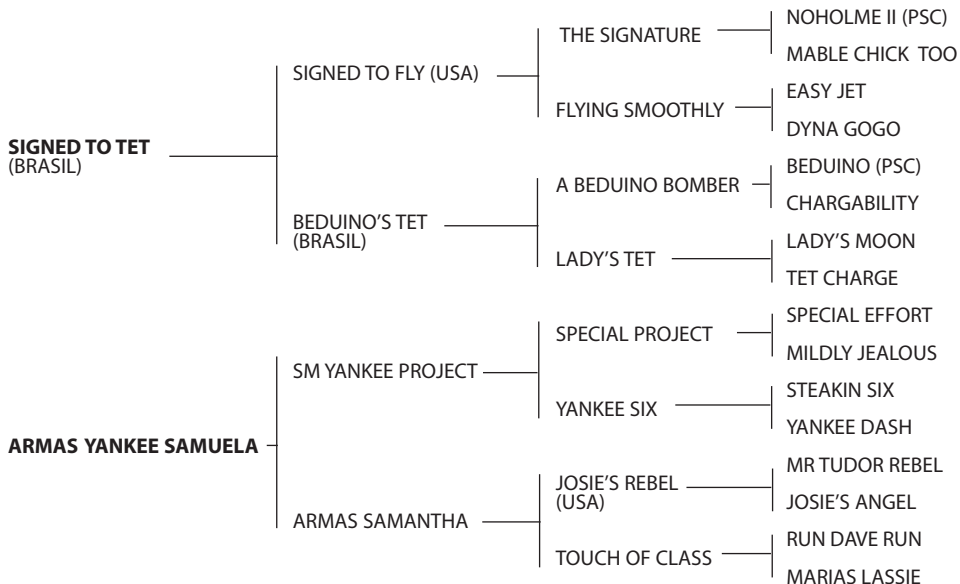 SIGNED TO TET
(BRASIL)
SIGNED TO FLY (USA)
THE SIGNATURE
NOHOLME II (PSC)
MABLE CHICK TOO
FLYING SMOOTHLY
EASY JET
DYNA GOGO
BEDUINO'S TET
(BRASIL)
A BEDUINO BOMBER
BEDUINO (PSC)
CHARGABILITY
LADY'S TET
LADY'S MOON
TET CHARGE
ARMAS YANKEE SAMUELA
SM YANKEE PROJECT
SPECIAL PROJECT
SPECIAL EFFORT
MILDLY JEALOUS
YANKEE SIX
STEAKIN SIX
YANKEE DASH
ARMAS SAMANTHA
JOSIE'S REBEL
(USA)
MR TUDOR REBEL
JOSIE'S ANGEL
TOUCH OF CLASS
RUN DAVE RUN
MARIAS LASSIE